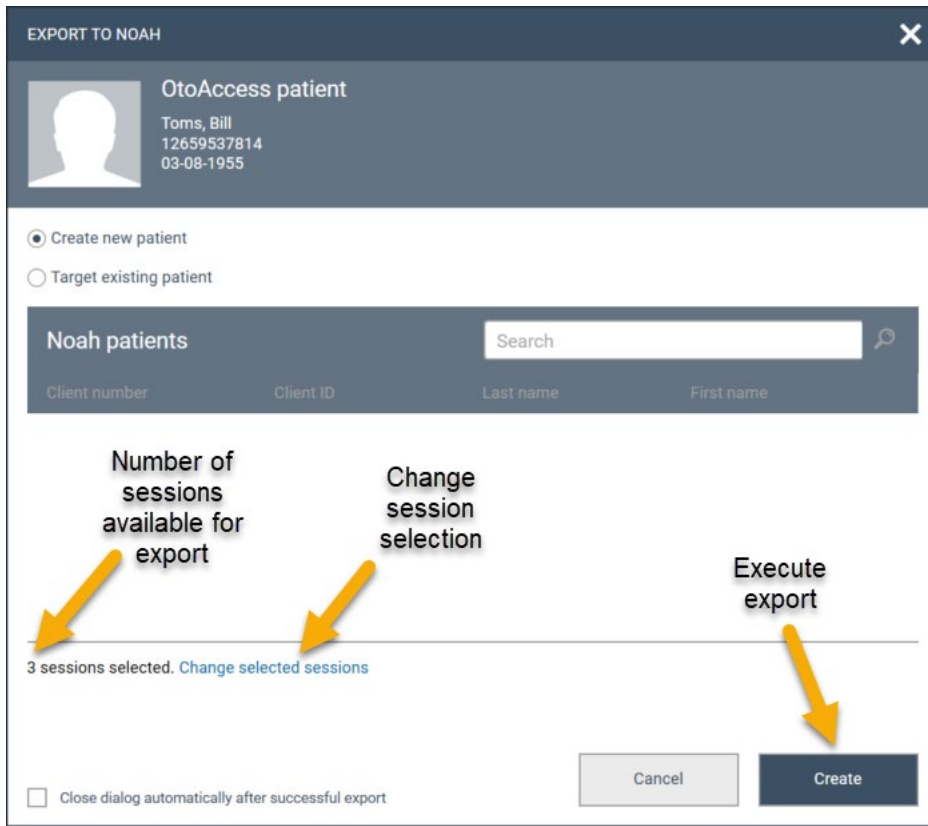 EXPORT TO NOAH
OtoAccess patient
Toms, Bill
12659537814
03-08-1955
Create new patient
Target existing patient
Noah patients
Search
Client number Client ID Last name First name
Number of
sessions
available for
export
Change
session
selection
Execute
export
3 sessions selected. Change selected sessions
Cancel
Create
Close dialog automatically after successful export